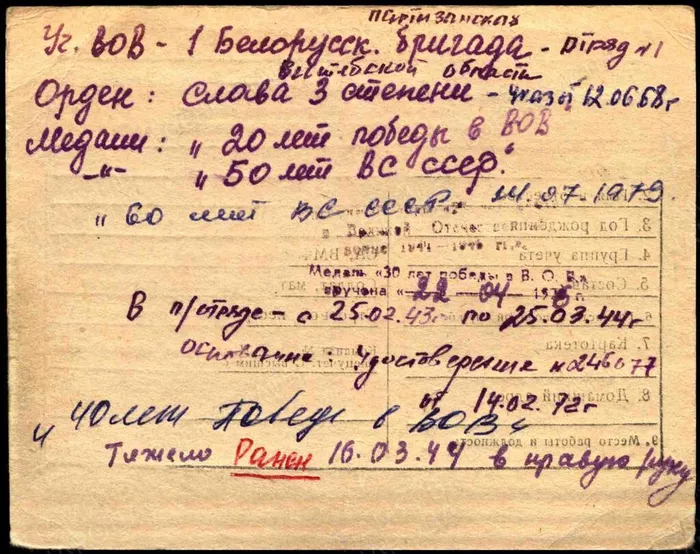 партизанская
Уч. ВОВ - 1 Белорусск. бригада - отряд №1
Витебской области
Орден: Слава 3 степени - Указ от 12.06.68 г
Медали: „20 лет победы в ВОВ"
-„- „50 лет ВС СССР."
„60 лет ВС СССР.
Медаль «30 лет победы в В. О. В.»
вручена « 22 - 04 - 197
В п/отряде - с 25.02.43 г. по 25.03.44 г
основание Удостоверение №246077
от 14.02.72 г
„40 лет Победы в ВОВ"
Тяжело Ранен 16.03.44 в правую руку
3. Год рождения
4. Группа учета
5. Состав
7. Картотека
8. Домашний
9. Место работы и должность